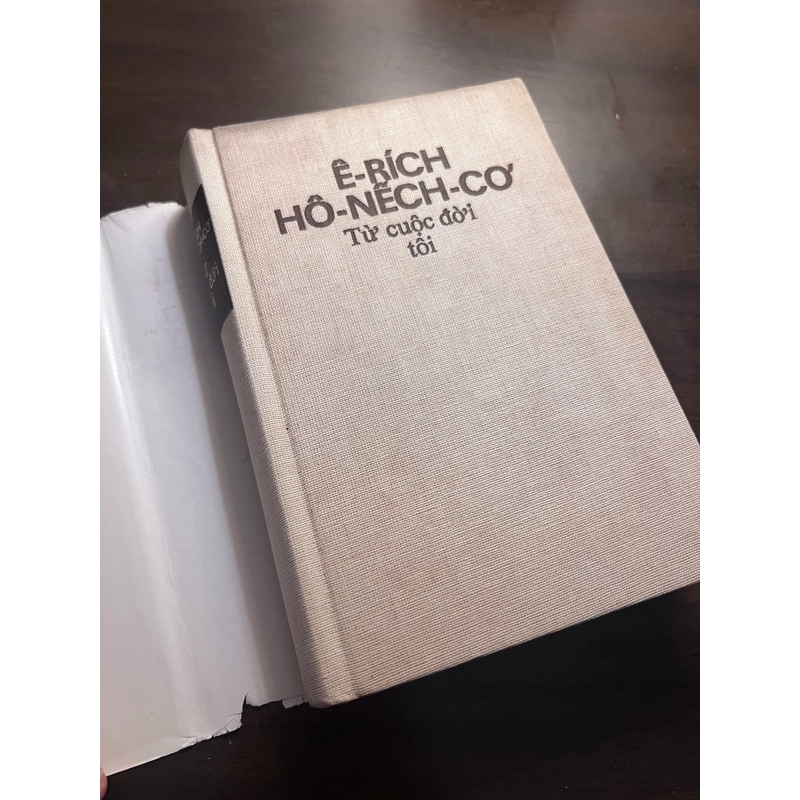 Ê-RÍCH
HÔ-NẾCH-CƠ
Từ cuộc đời
tôi